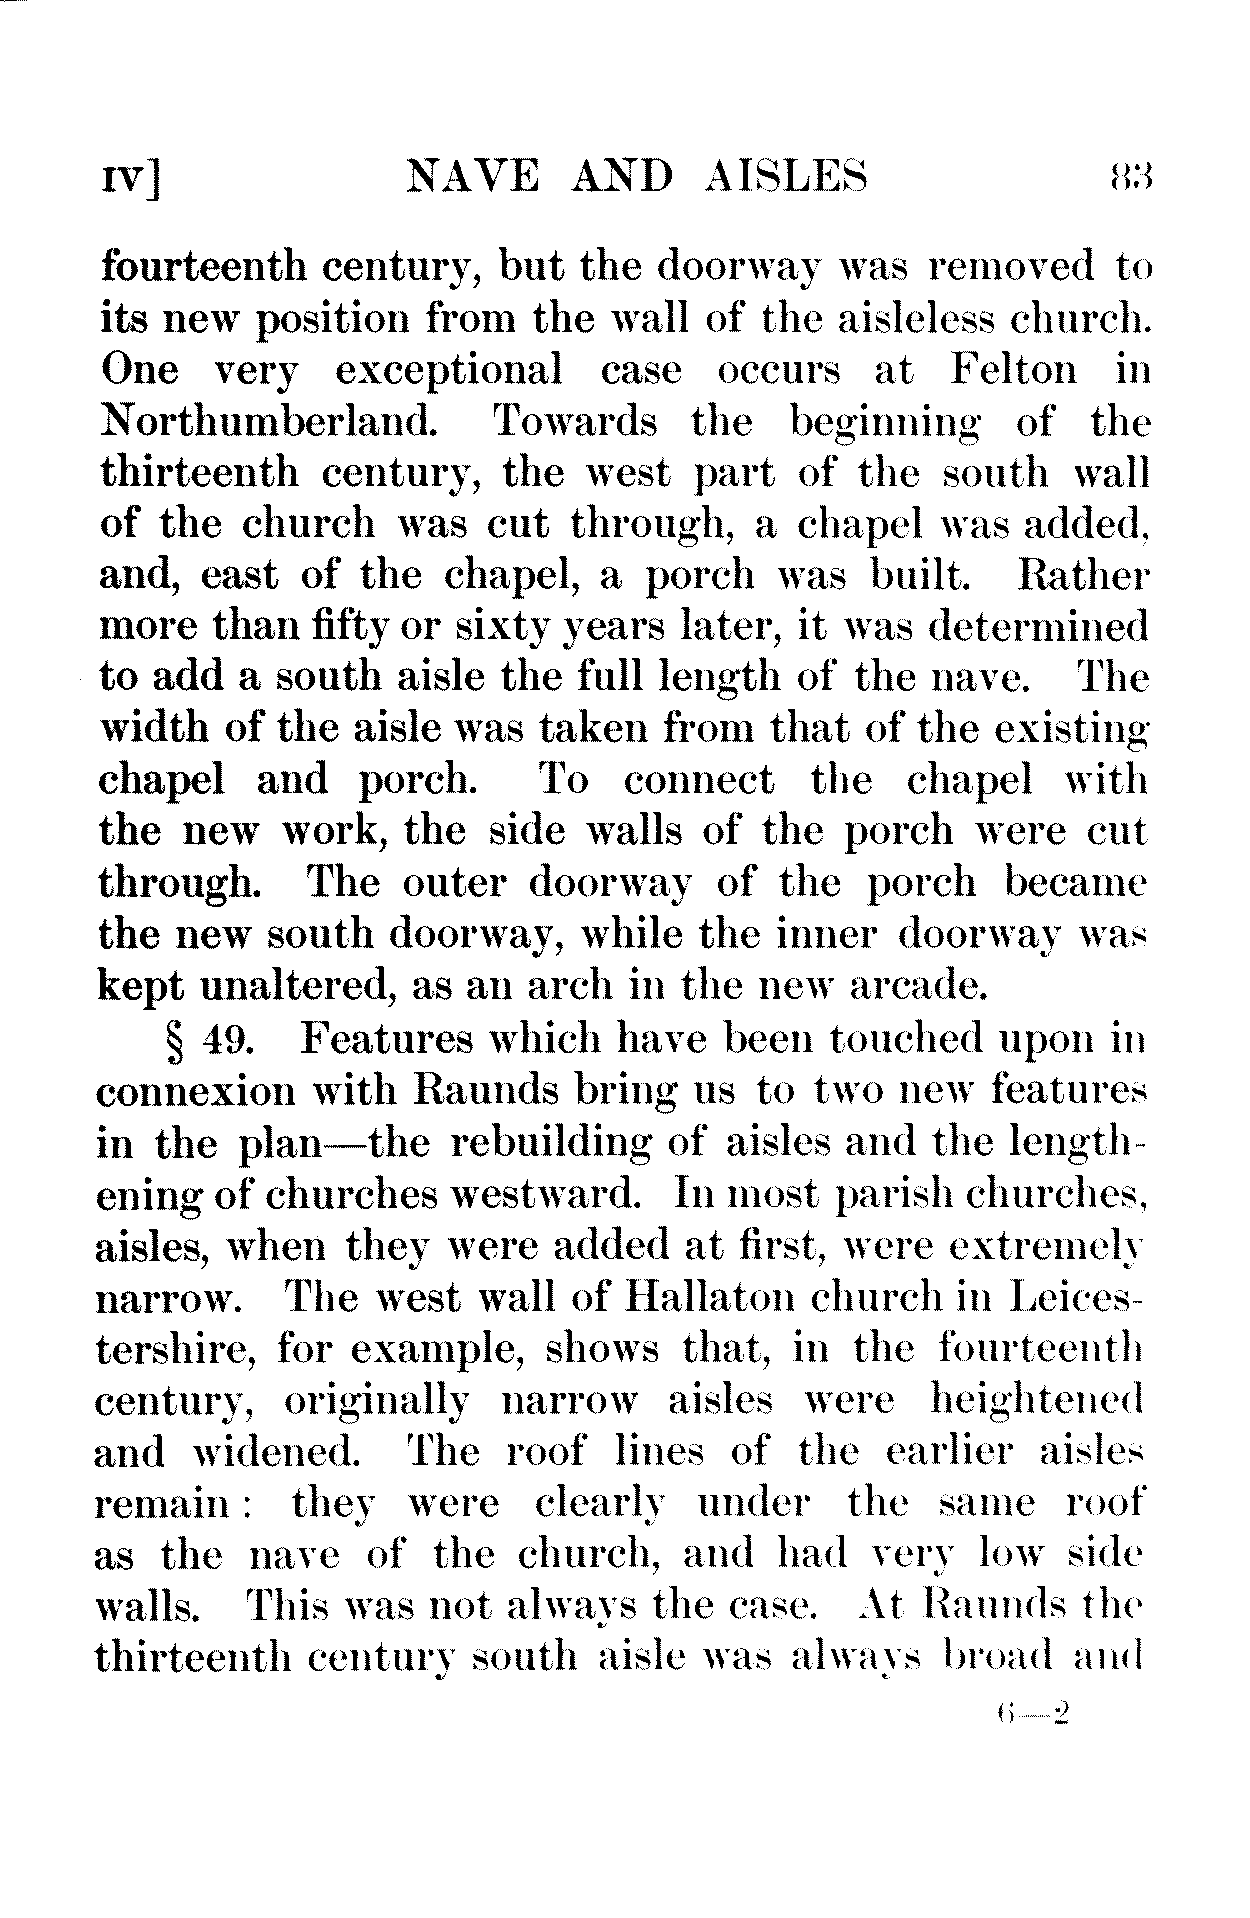 IV] NAVE AND AISLES 83
fourteenth century, but the doorway was removed to
its new position from the wall of the aisleless church.
One very exceptional case occurs at Felton in
Northumberland. Towards the beginning of the
thirteenth century, the west part of the south wall
of the church was cut through, a chapel was added,
and, east of the chapel, a porch was built. Rather
more than fifty or sixty years later, it was determined
to add a south aisle the full length of the nave. The
width of the aisle was taken from that of the existing
chapel and porch. To connect the chapel with
the new work, the side walls of the porch were cut
through. The outer doorway of the porch became
the new south doorway, while the inner doorway was
kept unaltered, as an arch in the new arcade.
§ 49. Features which have been touched upon in
connexion with Raunds bring us to two new features
in the plan—the rebuilding of aisles and the length-
ening of churches westward. In most parish churches,
aisles, when they were added at first, were extremely
narrow. The west wall of Hallaton church in Leices-
tershire, for example, shows that, in the fourteenth
century, originally narrow aisles were heightened
and widened. The roof lines of the earlier aisles
remain : they were clearly under the same roof
as the nave of the church, and had very low side
walls. This was not always the case. At Raunds the
thirteenth century south aisle was always broad and
6—2